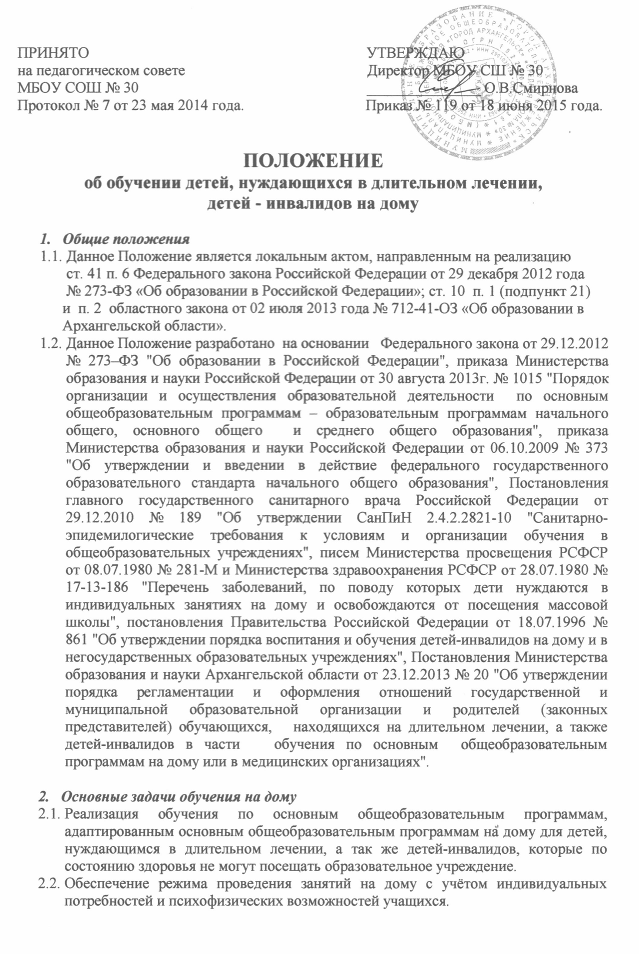 ПРИНЯТО
на педагогическом совете
МБОУ СОШ № 30
Протокол № 7 от 23 мая 2014 года.
УТВЕРЖДАЮ
Директор МБОУ СШ № 30
О.В.Смирнова
Приказ № 119 от 18 июня 2015 года.
ПОЛОЖЕНИЕ
об обучении детей, нуждающихся в длительном лечении,
детей - инвалидов на дому
1. Общие положения
1.1. Данное Положение является локальным актом, направленным на реализацию
ст. 41 п. 6 Федерального закона Российской Федерации от 29 декабря 2012 года
№ 273-ФЗ «Об образовании в Российской Федерации»; ст. 10 п. 1 (подпункт 21)
и п. 2 областного закона от 02 июля 2013 года № 712-41-ОЗ «Об образовании в
Архангельской области».
1.2. Данное Положение разработано на основании Федерального закона от 29.12.2012
№ 273–ФЗ "Об образовании в Российской Федерации", приказа Министерства
образования и науки Российской Федерации от 30 августа 2013г. № 1015 "Порядок
организации и осуществления образовательной деятельности по основным
общеобразовательным программам – образовательным программам начального
общего, основного общего и среднего общего образования", приказа
Министерства образования и науки Российской Федерации от 06.10.2009 № 373
"Об утверждении и введении в действие федерального государственного
образовательного стандарта начального общего образования", Постановления
главного государственного санитарного врача Российской Федерации от
29.12.2010 № 189 "Об утверждении СанПиН 2.4.2.2821-10 "Санитарно-
эпидемилогические требования к условиям и организации обучения в
общеобразовательных учреждениях", писем Министерства просвещения РСФСР
от 08.07.1980 № 281-М и Министерства здравоохранения РСФСР от 28.07.1980 №
17-13-186 "Перечень заболеваний, по поводу которых дети нуждаются в
индивидуальных занятиях на дому и освобождаются от посещения массовой
школы", постановления Правительства Российской Федерации от 18.07.1996 №
861 "Об утверждении порядка воспитания и обучения детей-инвалидов на дому и в
негосударственных образовательных учреждениях", Постановления Министерства
образования и науки Архангельской области от 23.12.2013 № 20 "Об утверждении
порядка регламентации и оформления отношений государственной и
муниципальной образовательной организации и родителей (законных
представителей) обучающихся, находящихся на длительном лечении, а также
детей-инвалидов в части обучения по основным общеобразовательным
программам на дому или в медицинских организациях".
2. Основные задачи обучения на дому
2.1. Реализация обучения по основным общеобразовательным программам,
адаптированным основным общеобразовательным программам на дому для детей,
нуждающимся в длительном лечении, а так же детей-инвалидов, которые по
состоянию здоровья не могут посещать образовательное учреждение.
2.2. Обеспечение режима проведения занятий на дому с учётом индивидуальных
потребностей и психофизических возможностей учащихся.